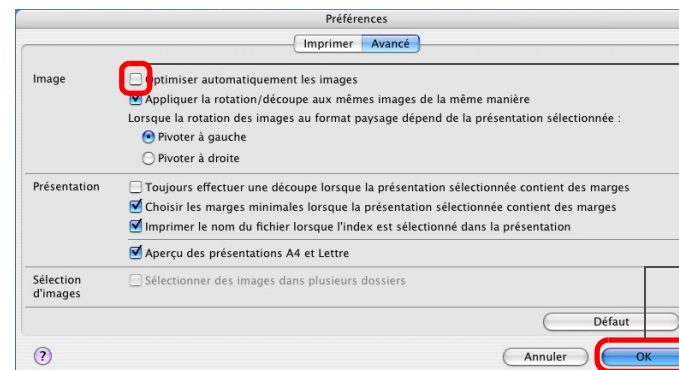 Préférences
Imprimer Avancé
Image Optimiser automatiquement les images
Appliquer la rotation/découpe aux mêmes images de la même manière
Lorsque la rotation des images au format paysage dépend de la présentation sélectionnée :
Pivoter à gauche
Pivoter à droite
Présentation Toujours effectuer une découpe lorsque la présentation sélectionnée contient des marges
Choisir les marges minimales lorsque la présentation sélectionnée contient des marges
Imprimer le nom du fichier lorsque l'index est sélectionné dans la présentation
Aperçu des présentations A4 et Lettre
Sélection Sélectionner des images dans plusieurs dossiers
d'images
Défaut
? Annuler OK